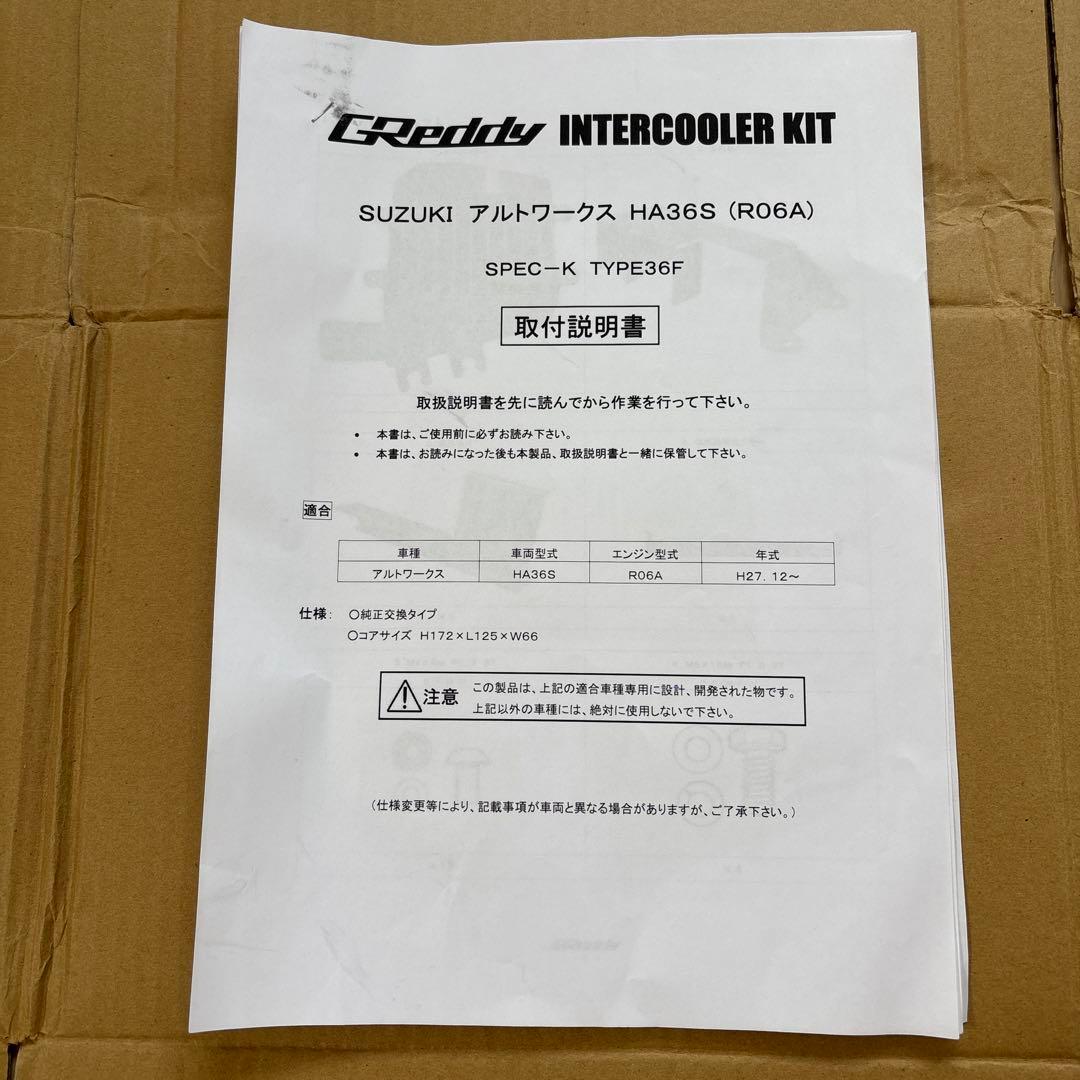 GReddy INTERCOOLER KIT
SUZUKI アルトワークス HA36S (R06A)
SPEC-K TYPE36F
取付説明書
取扱説明書を先に読んでから作業を行って下さい。
• 本書は、ご使用前に必ずお読み下さい。
• 本書は、お読みになった後も本製品、取扱説明書と一緒に保管して下さい。
適合
車種 車両型式 エンジン型式 年式
アルトワークス HA36S R06A H27.12～
仕様: ○純正交換タイプ
○コアサイズ H172×L125×W66
注意 この製品は、上記の適合車種専用に設計、開発された物です。
上記以外の車種には、絶対に使用しないで下さい。
(仕様変更等により、記載事項が車両と異なる場合がありますが、ご了承下さい。)